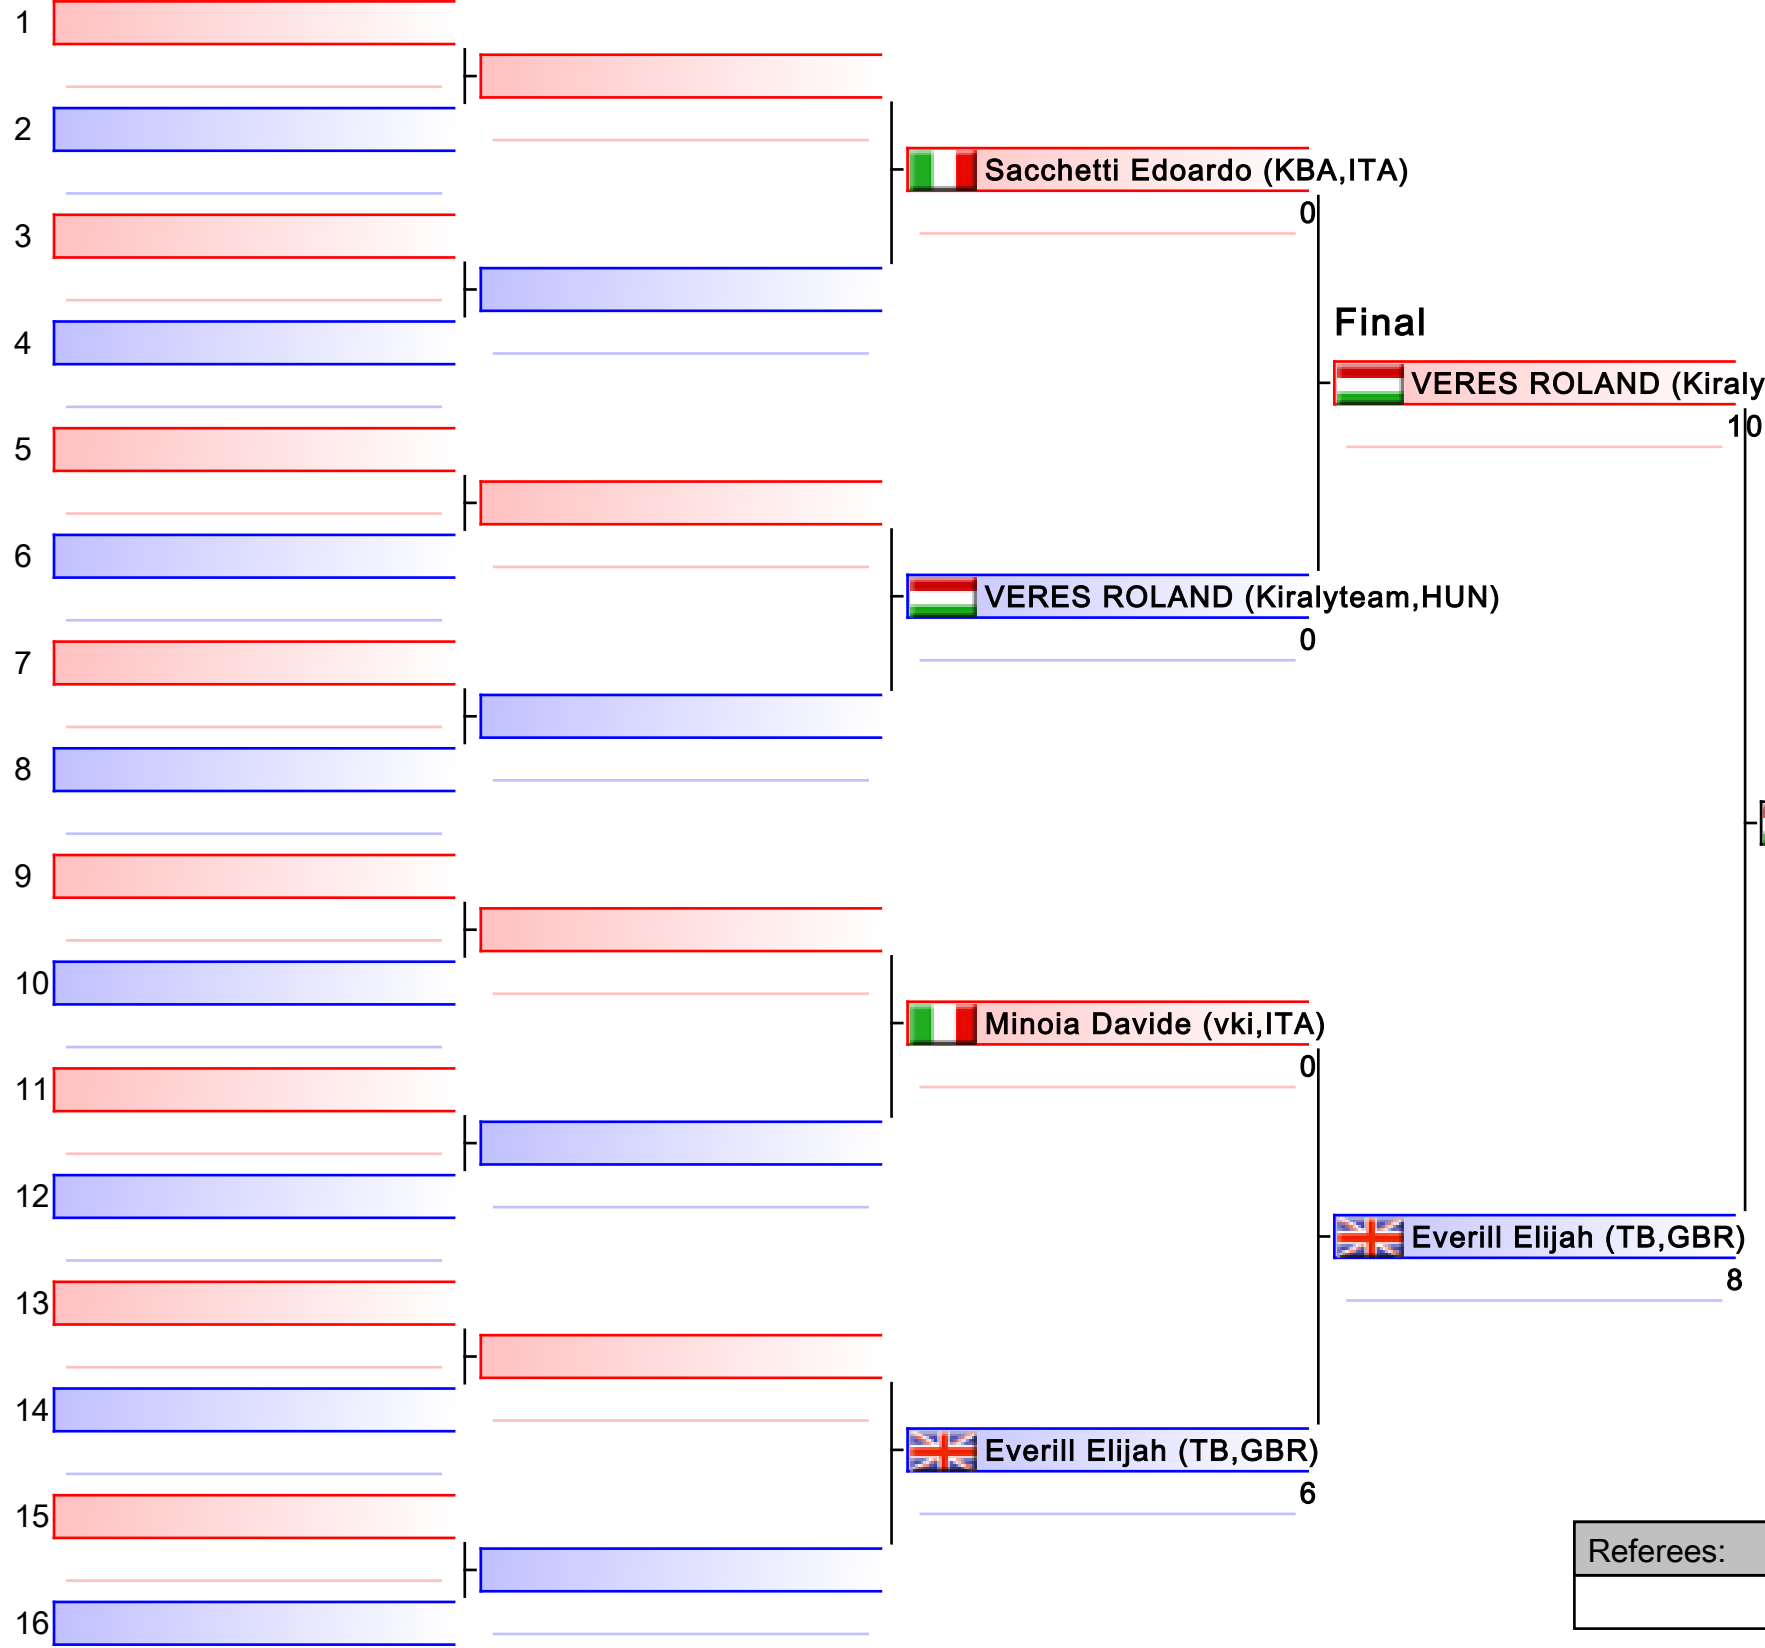 1
2
Sacchetti Edoardo (KBA,ITA)
0
3
Final
4
VERES ROLAND (Kiraly
10
5
6
VERES ROLAND (Kiralyteam,HUN)
0
7
8
9
10
Minoia Davide (vki,ITA)
0
11
12
Everill Elijah (TB,GBR)
8
13
14
Everill Elijah (TB,GBR)
6
15
Referees:
16